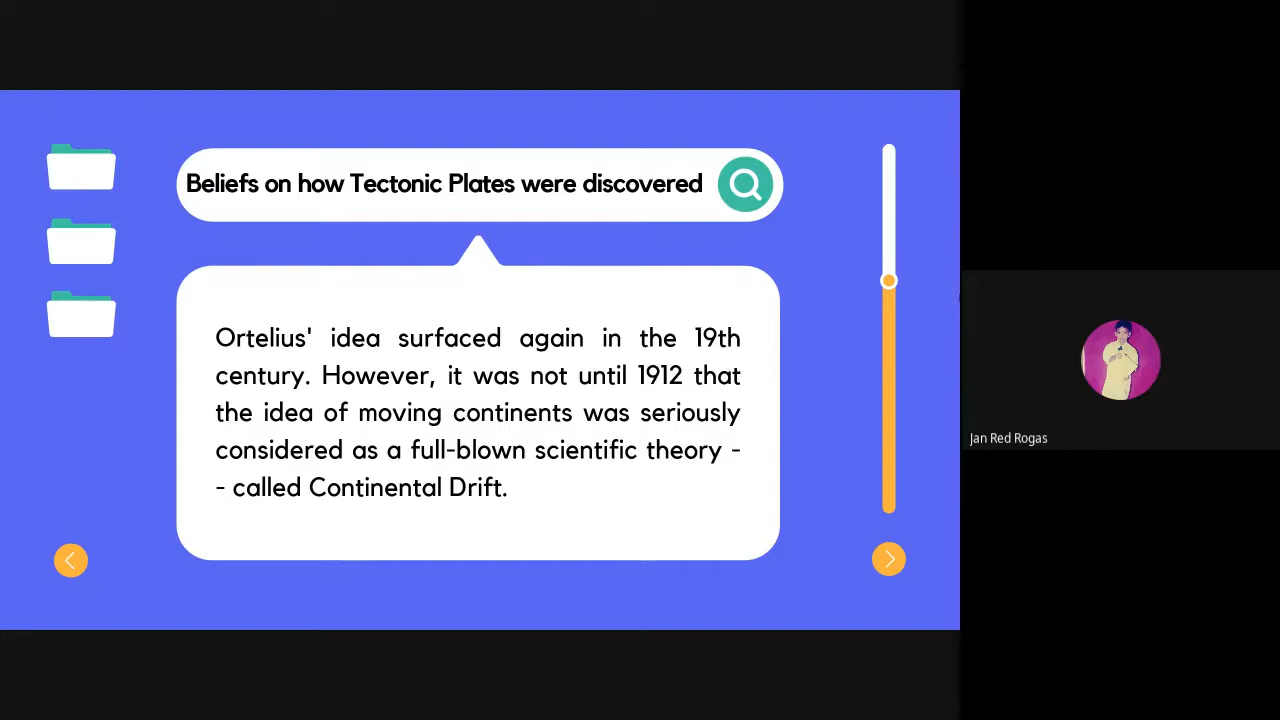 Beliefs on how Tectonic Plates were discovered
Ortelius' idea surfaced again in the 19th
century. However, it was not until 1912 that
the idea of moving continents was seriously
considered as a full-blown scientific theory -
- called Continental Drift.
Jan Red Rogas